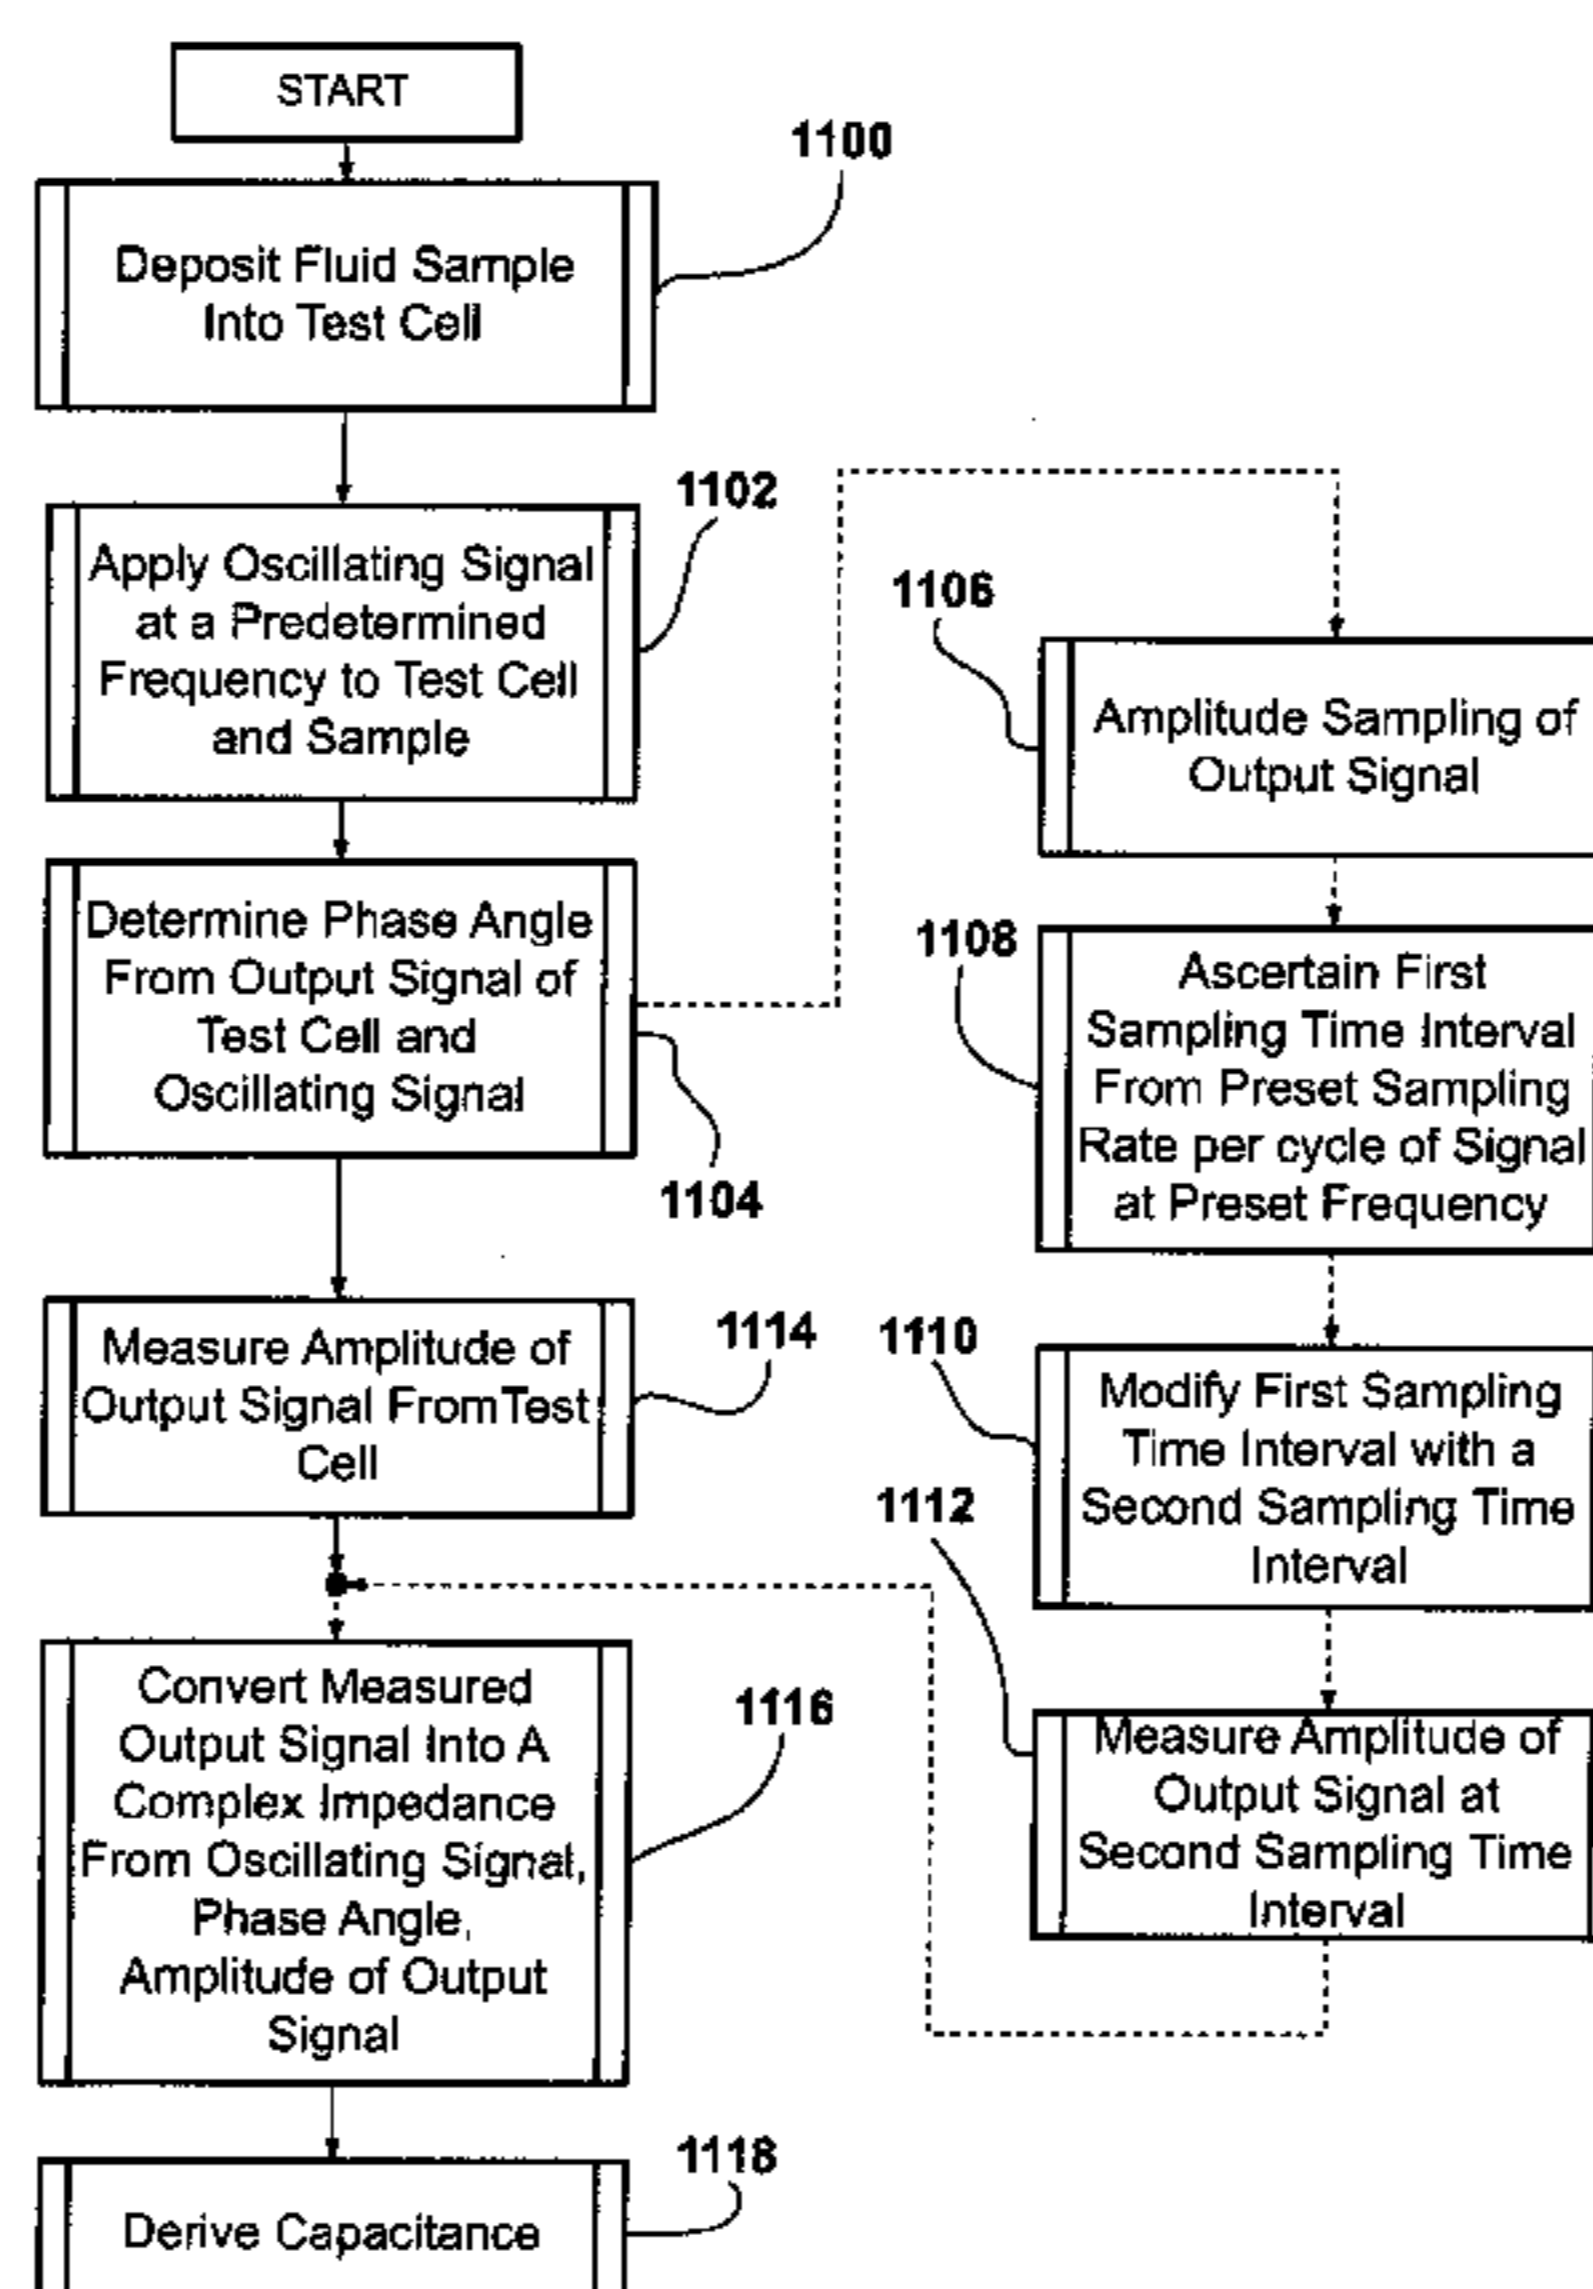 START
1100
Deposit Fluid Sample
Into Test Cell
1102
Apply Oscillating Signal
at a Predetermined
Frequency to Test Cell
and Sample
Determine Phase Angle
From Output Signal of
Test Cell and
Oscillating Signal
1104
1106
Amplitude Sampling of
Output Signal
1108
Ascertain First
Sampling Time Interval
From Preset Sampling
Rate per cycle of Signal
at Preset Frequency
1110
Modify First Sampling
Time Interval with a
Second Sampling Time
Interval
1112
Measure Amplitude of
Output Signal at
Second Sampling Time
Interval
1114
Measure Amplitude of
Output Signal FromTest
Cell
1116
Convert Measured
Output Signal Into A
Complex Impedance
From Oscillating Signal,
Phase Angle,
Amplitude of Output
Signal
1118
Derive Capacitance